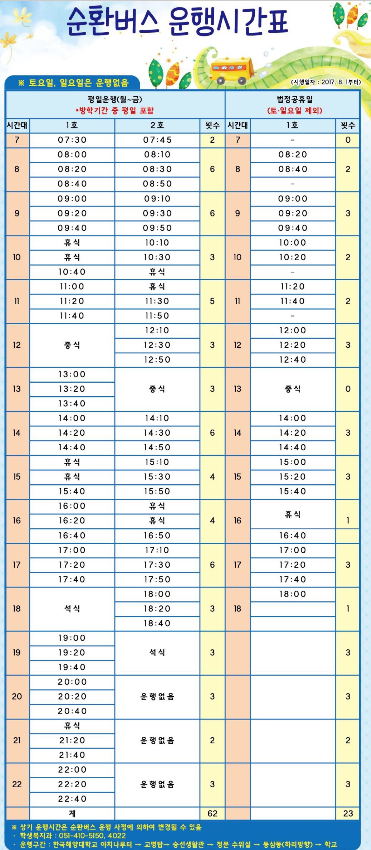 순환버스 운행시간표
※ 토요일, 일요일은 운행없음
(시행일자 : 2017. 8. 1부터)
평일운행(월~금) 법정공휴일
*방학기간 중 평일 포함 (토·일요일 제외)
시간대 1호 2호 횟수 시간대 1호 횟수
7 07:30 07:45 2 7 - 0
8 08:00 08:10 6 8 08:20 2
08:20 08:30 08:40
08:40 08:50 -
9 09:00 09:10 6 9 09:00 3
09:20 09:30 09:20
09:40 09:50 09:40
10 휴식 10:10 3 10 10:00 2
휴식 10:30 10:20
10:40 휴식 -
11 11:00 휴식 5 11 11:20 2
11:20 11:30 11:40
11:40 11:50 -
12 중식 12:10 3 12 12:00 3
12:30 12:20
12:50 12:40
13 13:00 중식 3 13 중식 0
13:20
13:40
14 14:00 14:10 6 14 14:00 3
14:20 14:30 14:20
14:40 14:50 14:40
15 휴식 15:10 4 15 15:00 3
휴식 15:30 15:20
15:40 15:50 15:40
16 16:00 휴식 4 16 휴식 1
16:20 휴식
16:40 16:50 16:40
17 17:00 17:10 6 17 17:00 3
17:20 17:30 17:20
17:40 17:50 17:40
18 석식 18:00 3 18 18:00 1
18:20
18:40
19 19:00 석식 3 3
19:20
19:40
20 20:00 운행없음 3 3
20:20
20:40
21 휴식 운행없음 2 2
21:20
21:40
22 22:00 운행없음 3 3
22:20
22:40
계 62 23
※ 상기 운행시간은 순환버스 운행 사정에 의하여 변경될 수 있음
· 학생복지과 : 051-410-5150, 4022
· 운행구간 : 한국해양대학교 아치나루터 → 고명탑 → 승선생활관 → 정문 수위실 → 동삼동(하리방향) → 학교